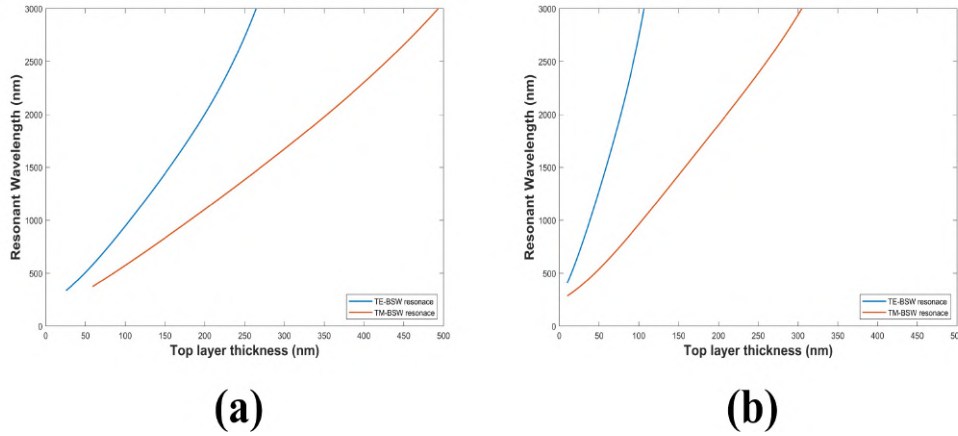 3000
2500
2000
1500
1000
500
0
0 50 100 150 200 250 300 350 400 450 500
Resonant Wavelength (nm)
Top layer thickness (nm)
TE-BSW resonace
TM-BSW resonace
(a)
3000
2500
2000
1500
1000
500
0
0 50 100 150 200 250 300 350 400 450 500
Resonant Wavelength (nm)
Top layer thickness (nm)
TE-BSW resonace
TM-BSW resonace
(b)